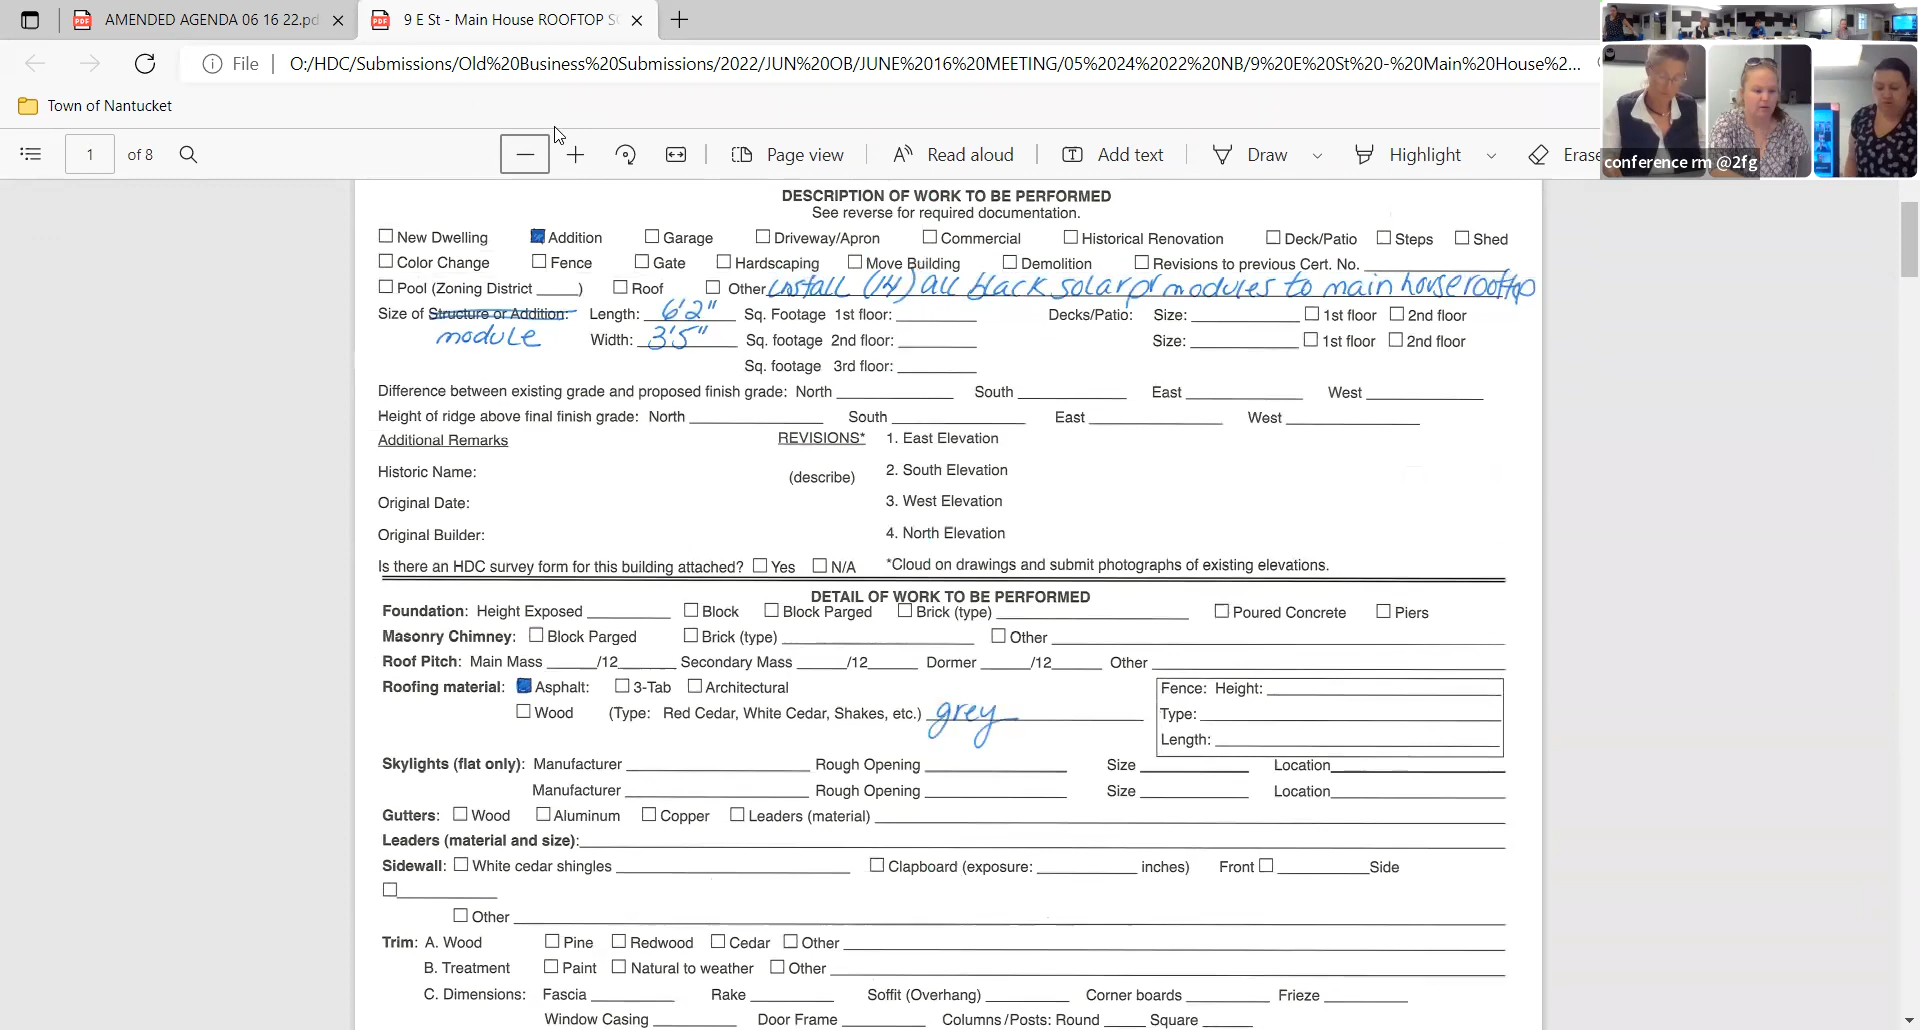 AMENDED AGENDA 06 16 22.pd
9 E St - Main House ROOFTOP SO
File
O:/HDC/Submissions/Old%20Business%20Submissions/2022/JUN%20OB/JUNE%2016%20MEETING/05%2024%2022%20NB/9%20E%20St%20-%20Main%20House%2...
Town of Nantucket
1 of 8
Page view
Read aloud
Add text
Draw
Highlight
Erase
conference rm @2fg
DESCRIPTION OF WORK TO BE PERFORMED
See reverse for required documentation.
New Dwelling Addition Garage Driveway/Apron Commercial Historical Renovation Deck/Patio Steps Shed
Color Change Fence Gate Hardscaping Move Building Demolition Revisions to previous Cert. No.
Pool (Zoning District ) Roof Other install (14) all black solar pv modules to main house rooftop
Size of Structure or Addition: Length: 6'2" Sq. Footage 1st floor: Decks/Patio: Size: 1st floor 2nd floor
module Width: 3'5" Sq. footage 2nd floor: Size: 1st floor 2nd floor
Sq. footage 3rd floor:
Difference between existing grade and proposed finish grade: North South East West
Height of ridge above final finish grade: North South East West
Additional Remarks REVISIONS* 1. East Elevation
Historic Name: (describe) 2. South Elevation
Original Date: 3. West Elevation
Original Builder: 4. North Elevation
Is there an HDC survey form for this building attached? Yes N/A *Cloud on drawings and submit photographs of existing elevations.
DETAIL OF WORK TO BE PERFORMED
Foundation: Height Exposed Block Block Parged Brick (type) Poured Concrete Piers
Masonry Chimney: Block Parged Brick (type) Other
Roof Pitch: Main Mass /12 Secondary Mass /12 Dormer /12 Other
Roofing material: Asphalt: 3-Tab Architectural
Wood (Type: Red Cedar, White Cedar, Shakes, etc.) grey
Fence: Height:
Type:
Length:
Skylights (flat only): Manufacturer Rough Opening Size Location
Manufacturer Rough Opening Size Location
Gutters: Wood Aluminum Copper Leaders (material)
Leaders (material and size):
Sidewall: White cedar shingles Clapboard (exposure: inches) Front Side
Other
Trim: A. Wood Pine Redwood Cedar Other
B. Treatment Paint Natural to weather Other
C. Dimensions: Fascia Rake Soffit (Overhang) Corner boards Frieze
Window Casing Door Frame Columns/Posts: Round Square